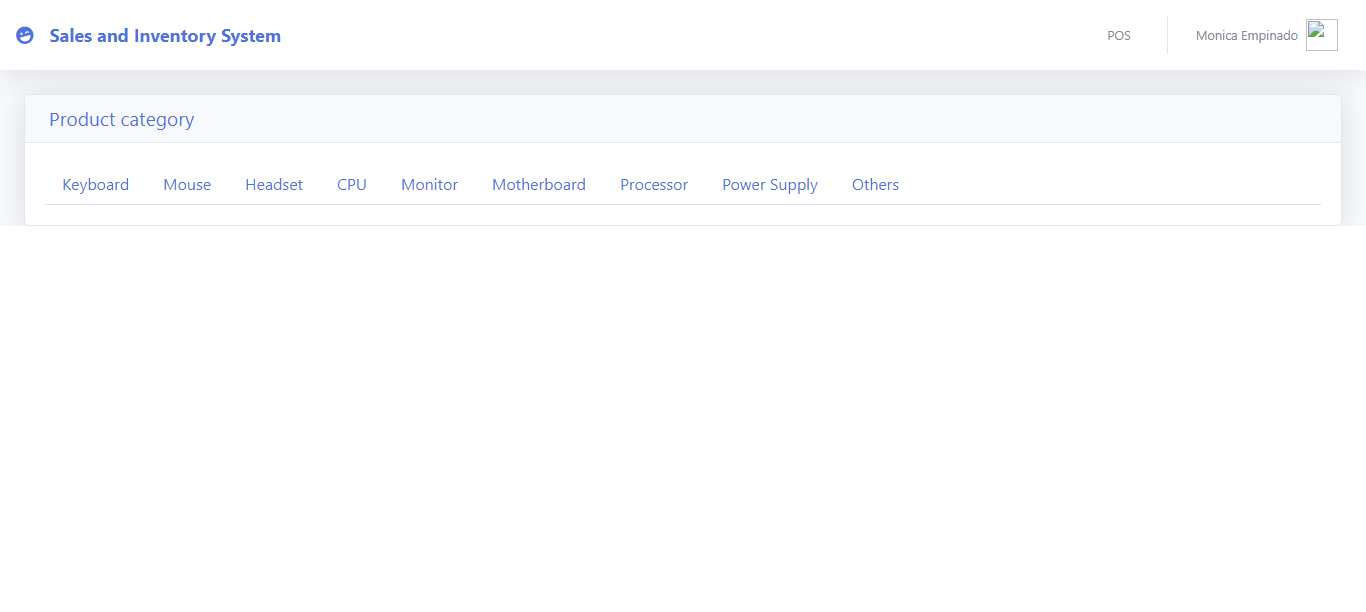 Sales and Inventory System
POS
Monica Empinado
Product category
Keyboard Mouse Headset CPU Monitor Motherboard Processor Power Supply Others